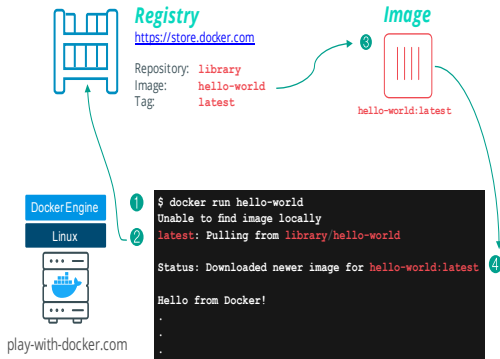 Registry
https://store.docker.com
Repository: library
Image: hello-world
Tag: latest
Image
3
hello-world:latest
Docker Engine
Linux
play-with-docker.com
1
2
$ docker run hello-world
Unable to find image locally
latest: Pulling from library/hello-world
Status: Downloaded newer image for hello-world:latest
4
Hello from Docker!
.
.
.